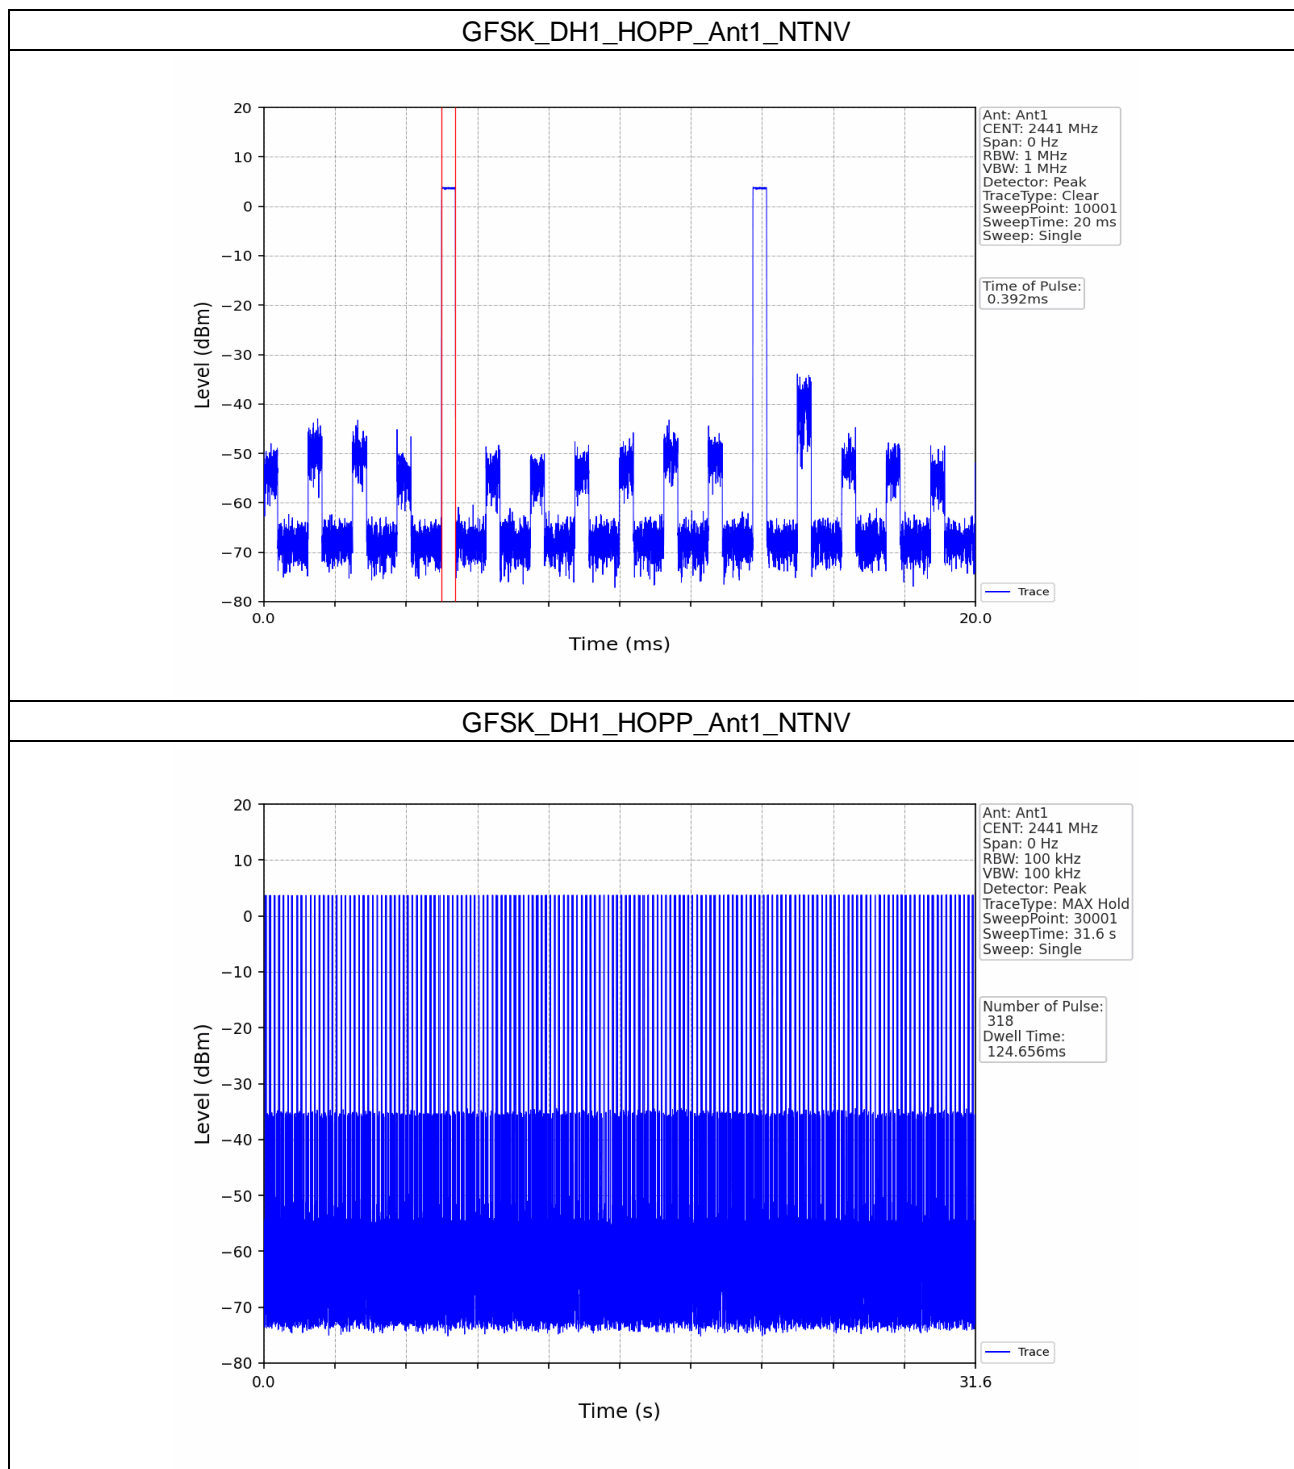 GFSK_DH1_HOPP_Ant1_NTNV
20
10
0
−10
−20
−30
−40
−50
−60
−70
−80
Level (dBm)
0.0
20.0
Time (ms)
Ant: Ant1
CENT: 2441 MHz
Span: 0 Hz
RBW: 1 MHz
VBW: 1 MHz
Detector: Peak
TraceType: Clear
SweepPoint: 10001
SweepTime: 20 ms
Sweep: Single
Time of Pulse:
0.392ms
Trace
GFSK_DH1_HOPP_Ant1_NTNV
20
10
0
−10
−20
−30
−40
−50
−60
−70
−80
Level (dBm)
0.0
31.6
Time (s)
Ant: Ant1
CENT: 2441 MHz
Span: 0 Hz
RBW: 100 kHz
VBW: 100 kHz
Detector: Peak
TraceType: MAX Hold
SweepPoint: 30001
SweepTime: 31.6 s
Sweep: Single
Number of Pulse:
318
Dwell Time:
124.656ms
Trace